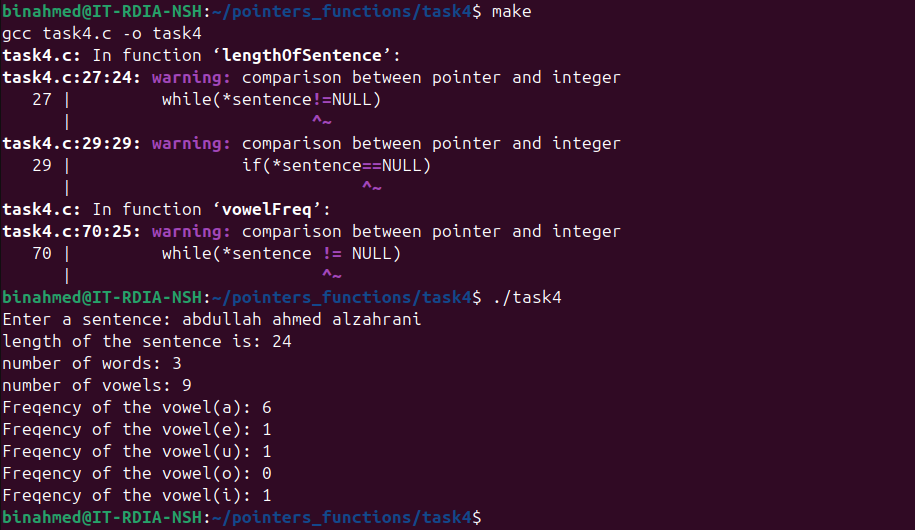 binahmed@IT-RDIA-NSH:~/pointers_functions/task4$ make
gcc task4.c -o task4
task4.c: In function ‘lengthOfSentence’:
task4.c:27:24: warning: comparison between pointer and integer
   27 |         while(*sentence!=NULL)
      |                        ^~
task4.c:29:29: warning: comparison between pointer and integer
   29 |                 if(*sentence==NULL)
      |                             ^~
task4.c: In function ‘vowelFreq’:
task4.c:70:25: warning: comparison between pointer and integer
   70 |         while(*sentence != NULL)
      |                         ^~
binahmed@IT-RDIA-NSH:~/pointers_functions/task4$ ./task4
Enter a sentence: abdullah ahmed alzahrani
length of the sentence is: 24
number of words: 3
number of vowels: 9
Freqency of the vowel(a): 6
Freqency of the vowel(e): 1
Freqency of the vowel(u): 1
Freqency of the vowel(o): 0
Freqency of the vowel(i): 1
binahmed@IT-RDIA-NSH:~/pointers_functions/task4$